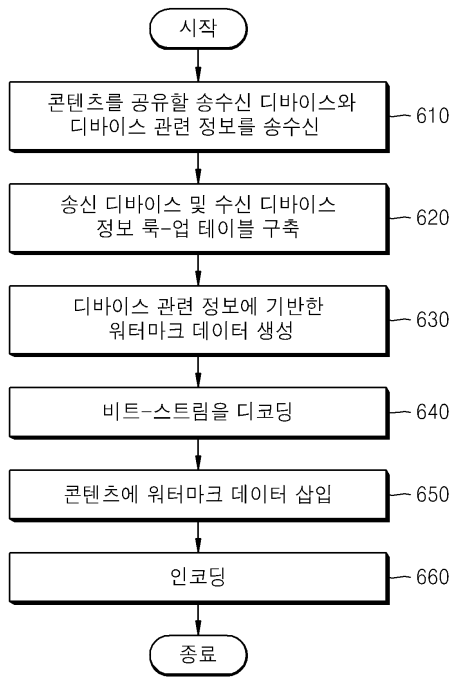 시작
콘텐츠를 공유할 송수신 디바이스와
디바이스 관련 정보를 송수신
610
송신 디바이스 및 수신 디바이스
정보 룩-업 테이블 구축
620
디바이스 관련 정보에 기반한
워터마크 데이터 생성
630
비트-스트림을 디코딩
640
콘텐츠에 워터마크 데이터 삽입
650
인코딩
660
종료